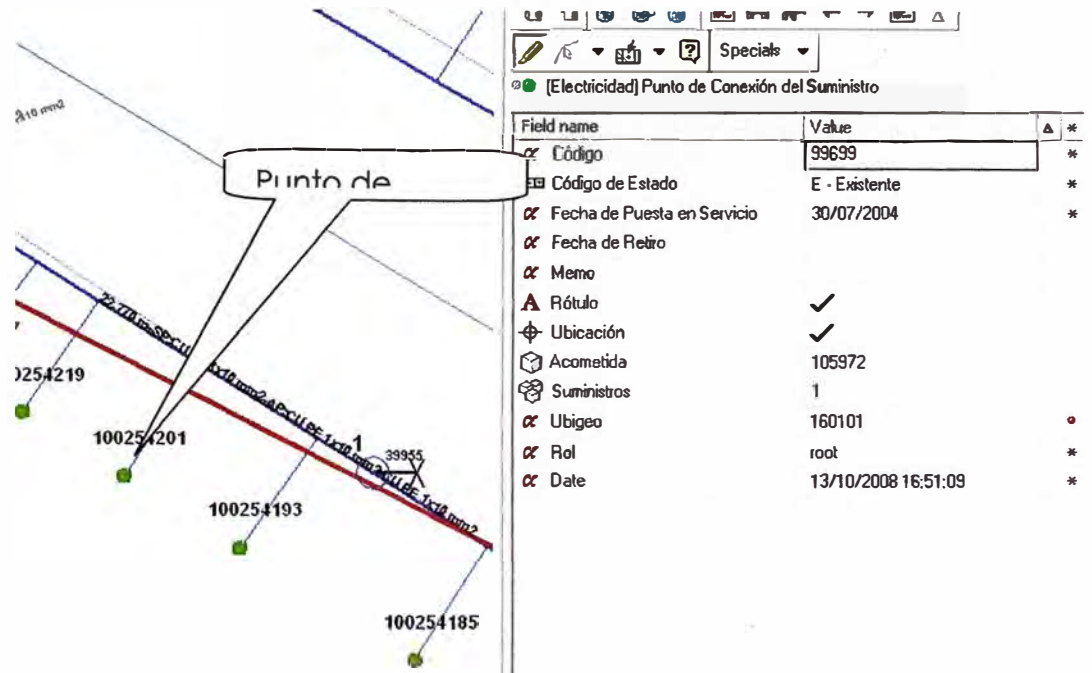 Specials
[Electricidad] Punto de Conexión del Suministro
Field name Value
Código 99699
Código de Estado E - Existente
Fecha de Puesta en Servicio 30/07/2004
Fecha de Retiro
Memo
Rótulo
Ubicación
Acometida 105972
Suministros 1
Ubigeo 160101
Rol root
Date 13/10/2008 16:51:09
Punto de
100254201
1
39955
100254193
100254185